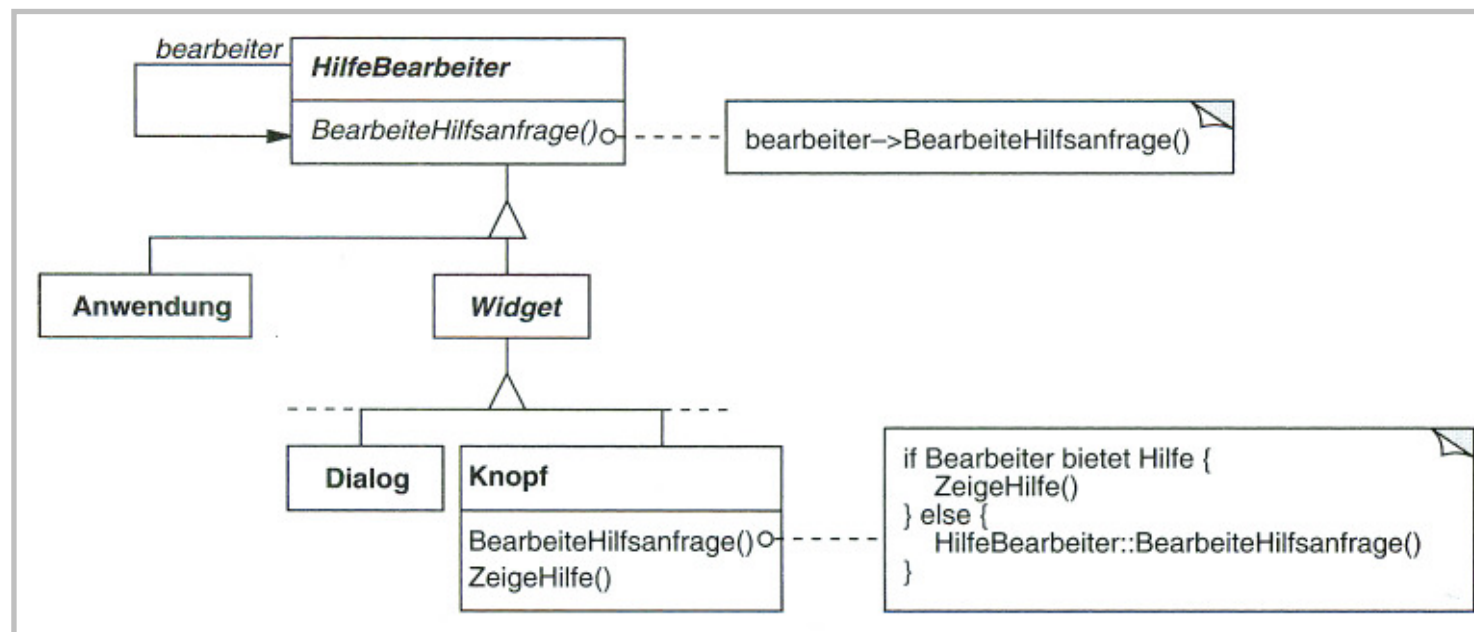 bearbeiter
HilfeBearbeiter
BearbeiteHilfsanfrage()
bearbeiter–>BearbeiteHilfsanfrage()
Anwendung
Widget
Dialog
Knopf
BearbeiteHilfsanfrage()
ZeigeHilfe()
if Bearbeiter bietet Hilfe {
ZeigeHilfe()
} else {
HilfeBearbeiter::BearbeiteHilfsanfrage()
}